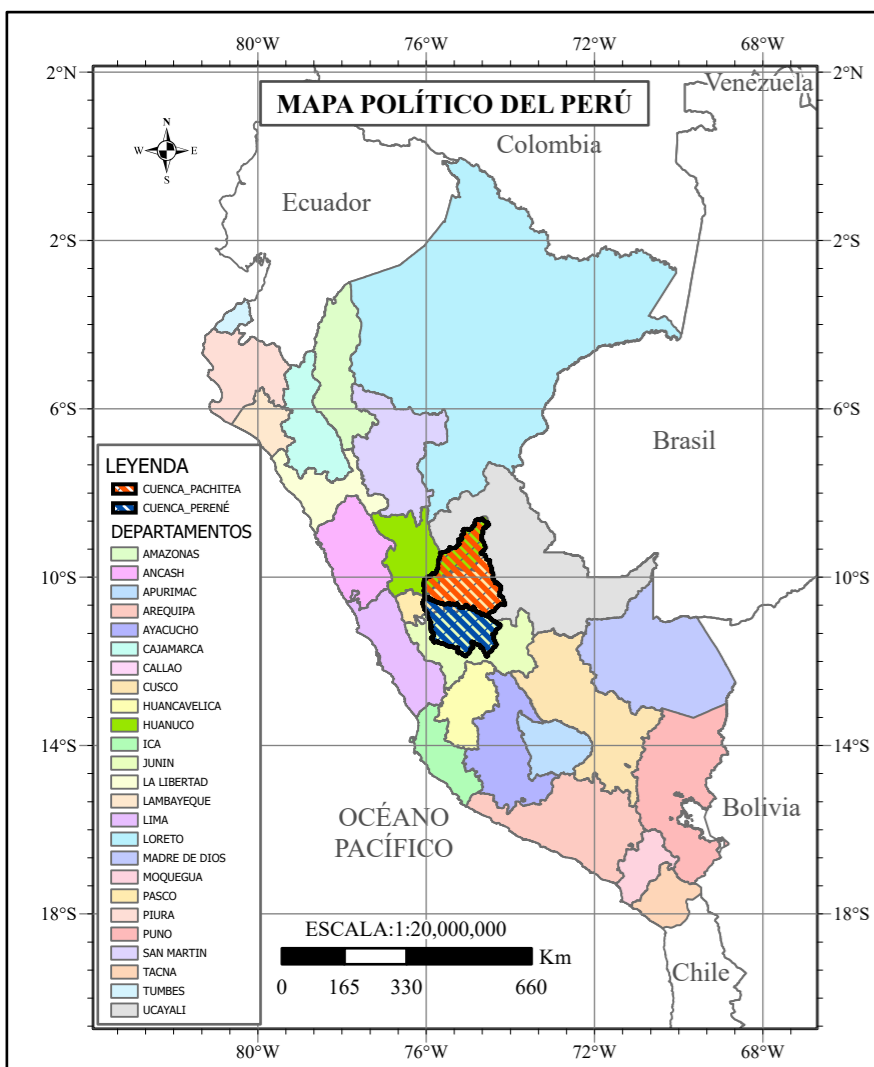 80°W 76°W 72°W 68°W
2°N 2°N
Venezuela
MAPA POLÍTICO DEL PERÚ
N
W E
S
Colombia
Ecuador
2°S 2°S
6°S 6°S
Brasil
LEYENDA
CUENCA_PACHITEA
CUENCA_PERENÉ
DEPARTAMENTOS
AMAZONAS
ANCASH
APURIMAC
AREQUIPA
AYACUCHO
CAJAMARCA
CALLAO
CUSCO
HUANCAVELICA
HUANUCO
ICA
JUNIN
LA LIBERTAD
LAMBAYEQUE
LIMA
LORETO
MADRE DE DIOS
MOQUEGUA
PASCO
PIURA
PUNO
SAN MARTIN
TACNA
TUMBES
UCAYALI
10°S 10°S
14°S 14°S
OCÉANO
PACÍFICO
Bolivia
18°S 18°S
ESCALA:1:20,000,000
Km
0 165 330 660
Chile
80°W 76°W 72°W 68°W